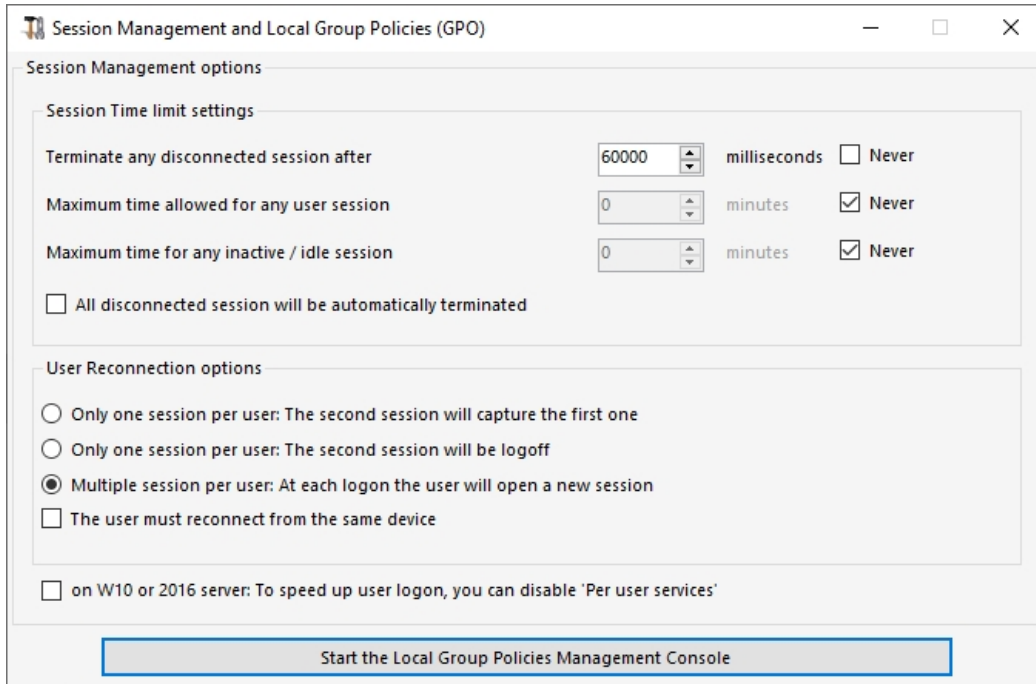 Session Management and Local Group Policies (GPO)
Session Management options
Session Time limit settings
Terminate any disconnected session after 60000 milliseconds Never
Maximum time allowed for any user session 0 minutes Never
Maximum time for any inactive / idle session 0 minutes Never
All disconnected session will be automatically terminated
User Reconnection options
Only one session per user: The second session will capture the first one
Only one session per user: The second session will be logoff
Multiple session per user: At each logon the user will open a new session
The user must reconnect from the same device
on W10 or 2016 server: To speed up user logon, you can disable 'Per user services'
Start the Local Group Policies Management Console